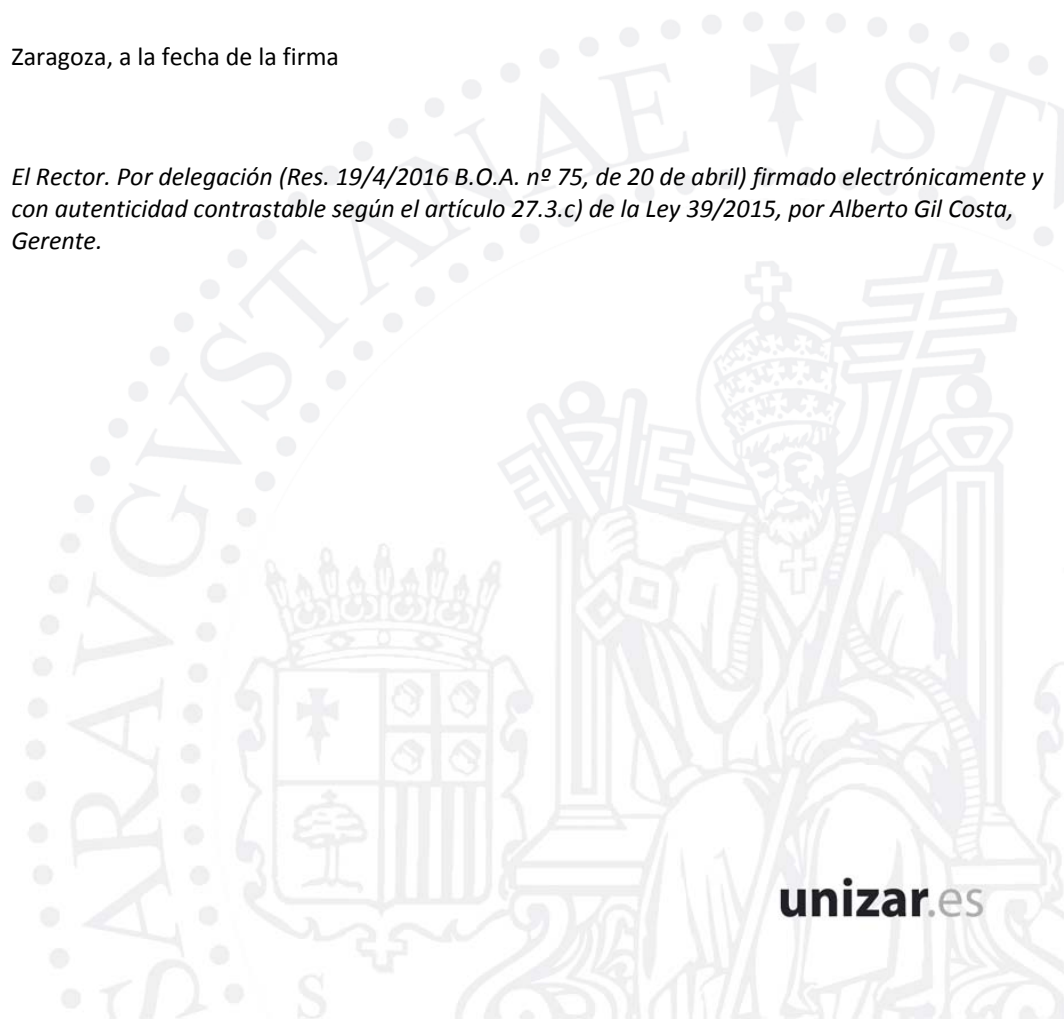 Zaragoza, a la fecha de la firma
El Rector. Por delegación (Res. 19/4/2016 B.O.A. nº 75, de 20 de abril) firmado electrónicamente y
con autenticidad contrastable según el artículo 27.3.c) de la Ley 39/2015, por Alberto Gil Costa,
Gerente.
SARAVGVSTANAE STV
S
unizar.es